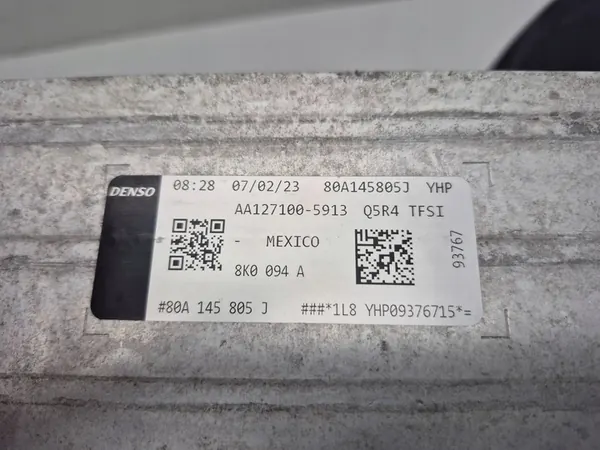 DENSO 08:28 07/02/23 80A145805J YHP
AA127100-5913 Q5R4 TFSI
- MEXICO
8K0 094 A
93767
#80A 145 805 J ###*1L8 YHP09376715*=